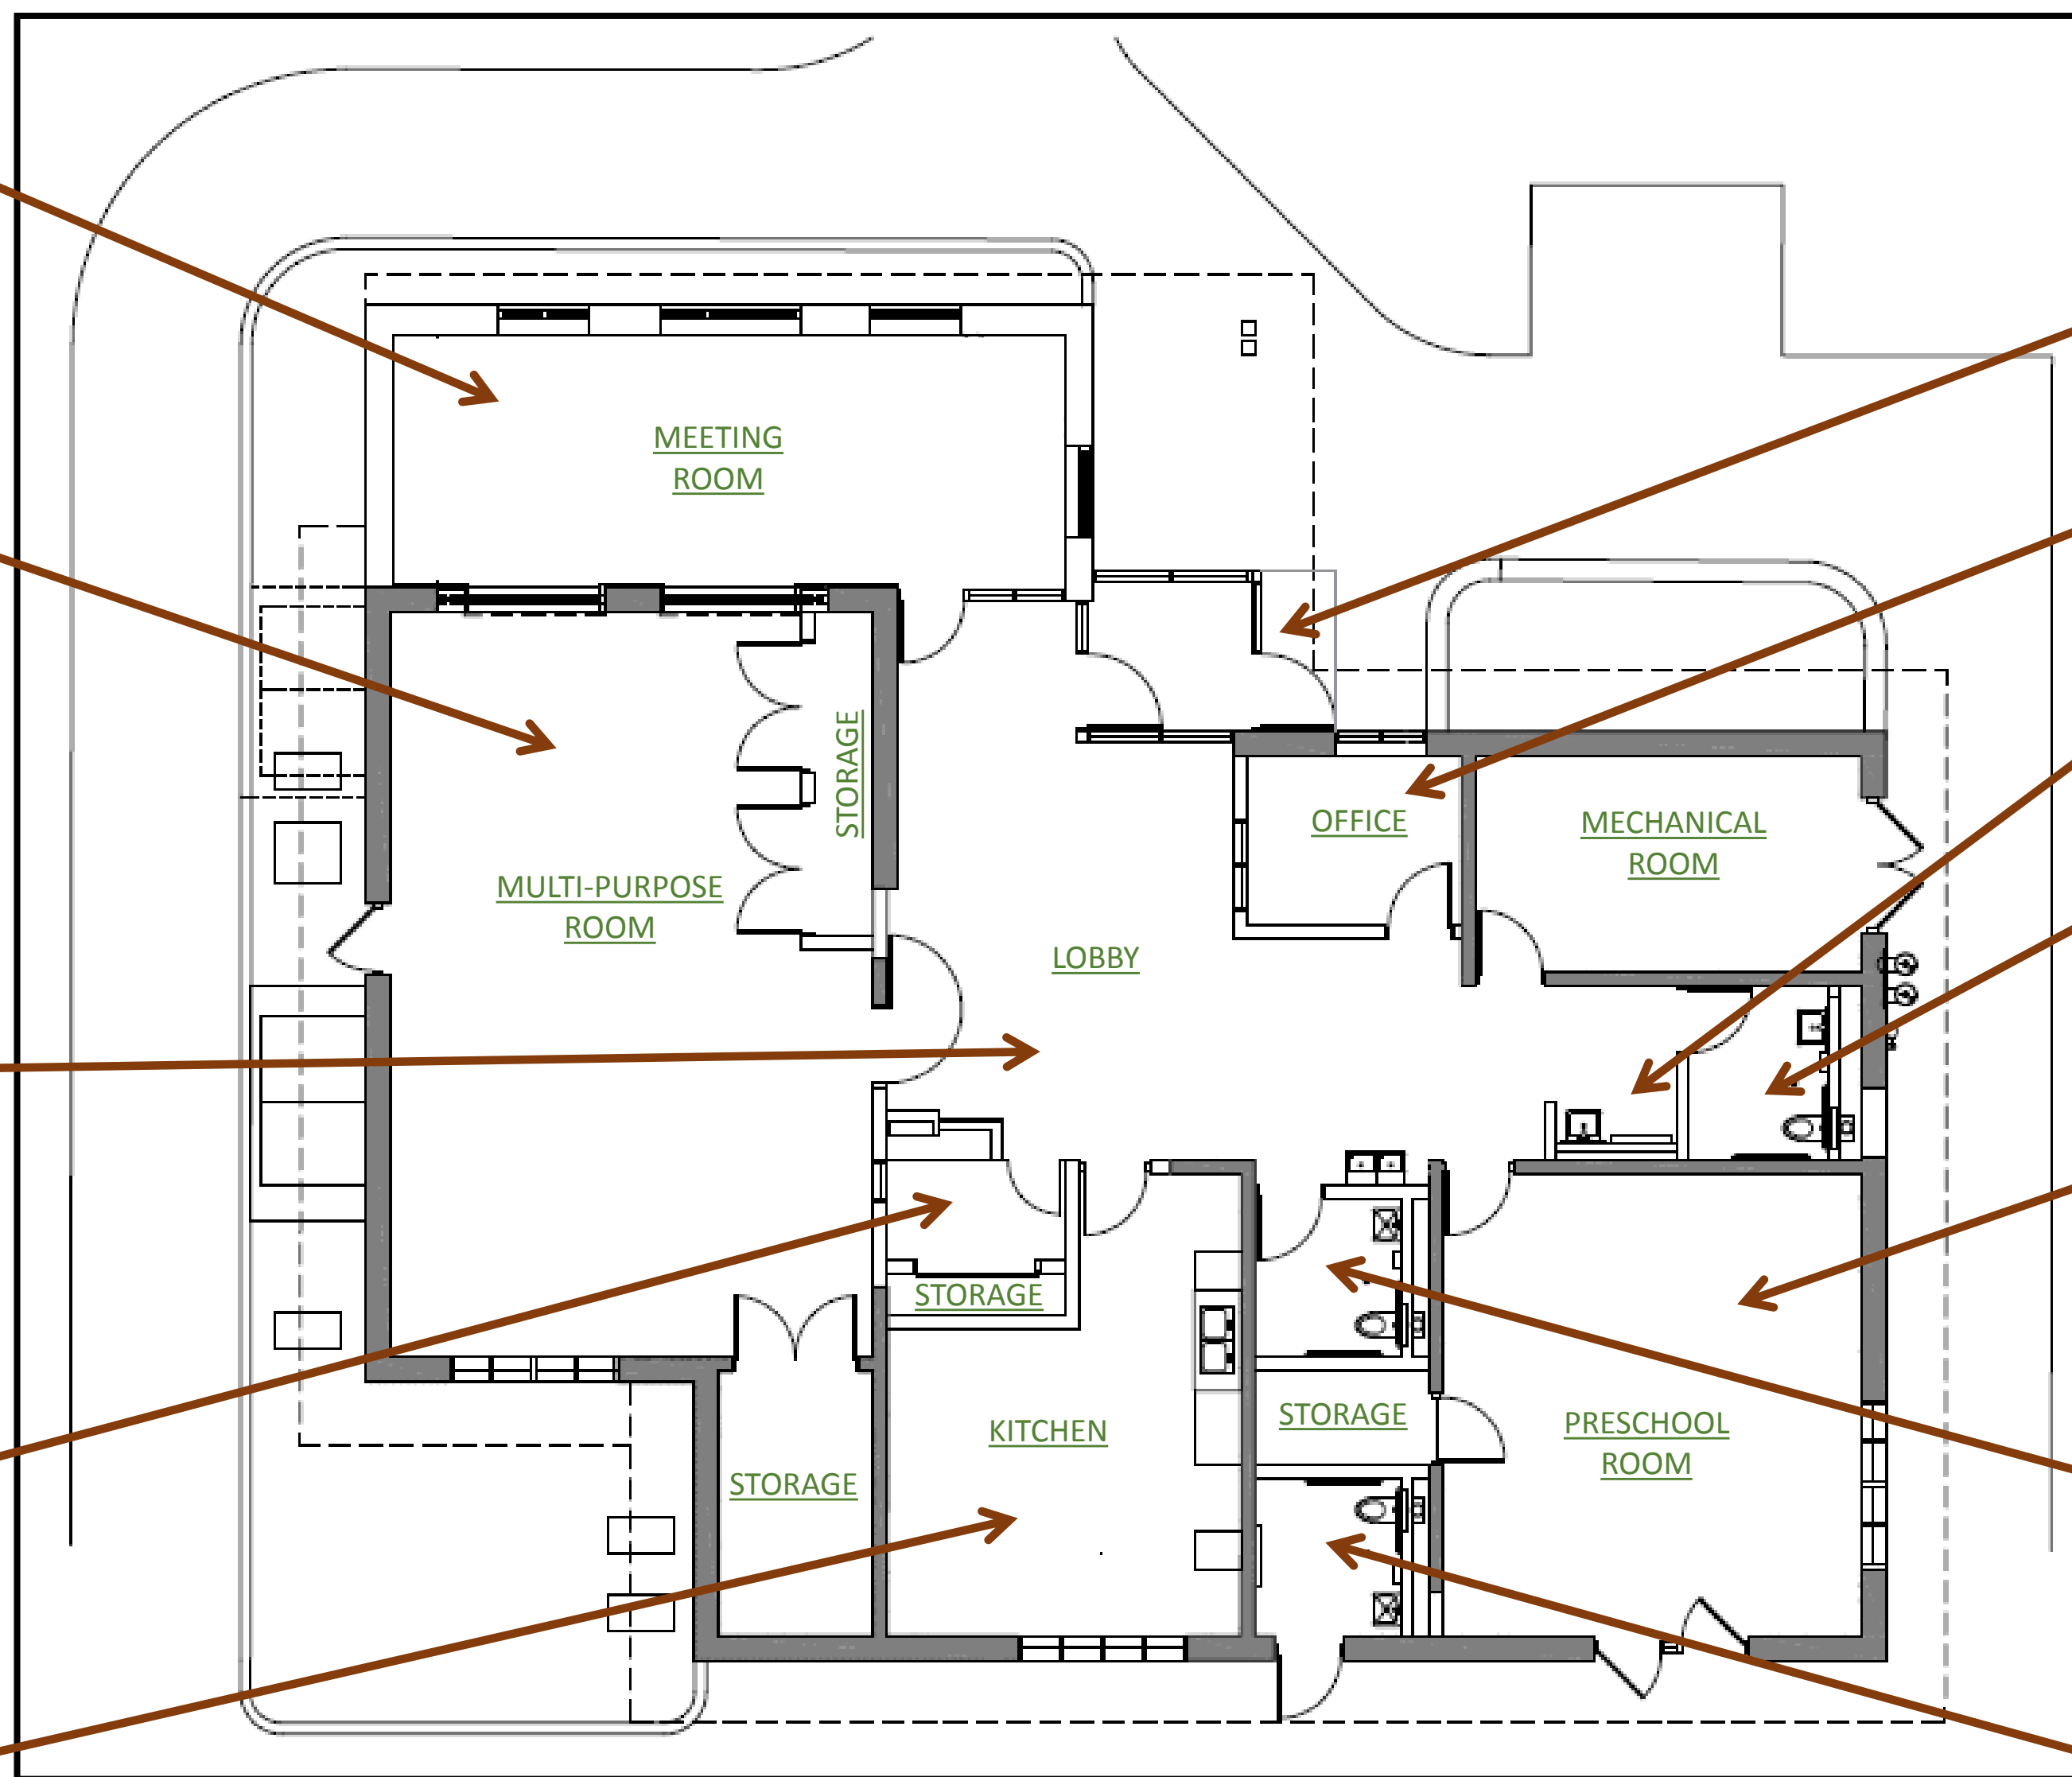 MEETING
ROOM
STORAGE
OFFICE
MECHANICAL
ROOM
MULTI-PURPOSE
ROOM
LOBBY
STORAGE
STORAGE
KITCHEN
PRESCHOOL
ROOM
STORAGE